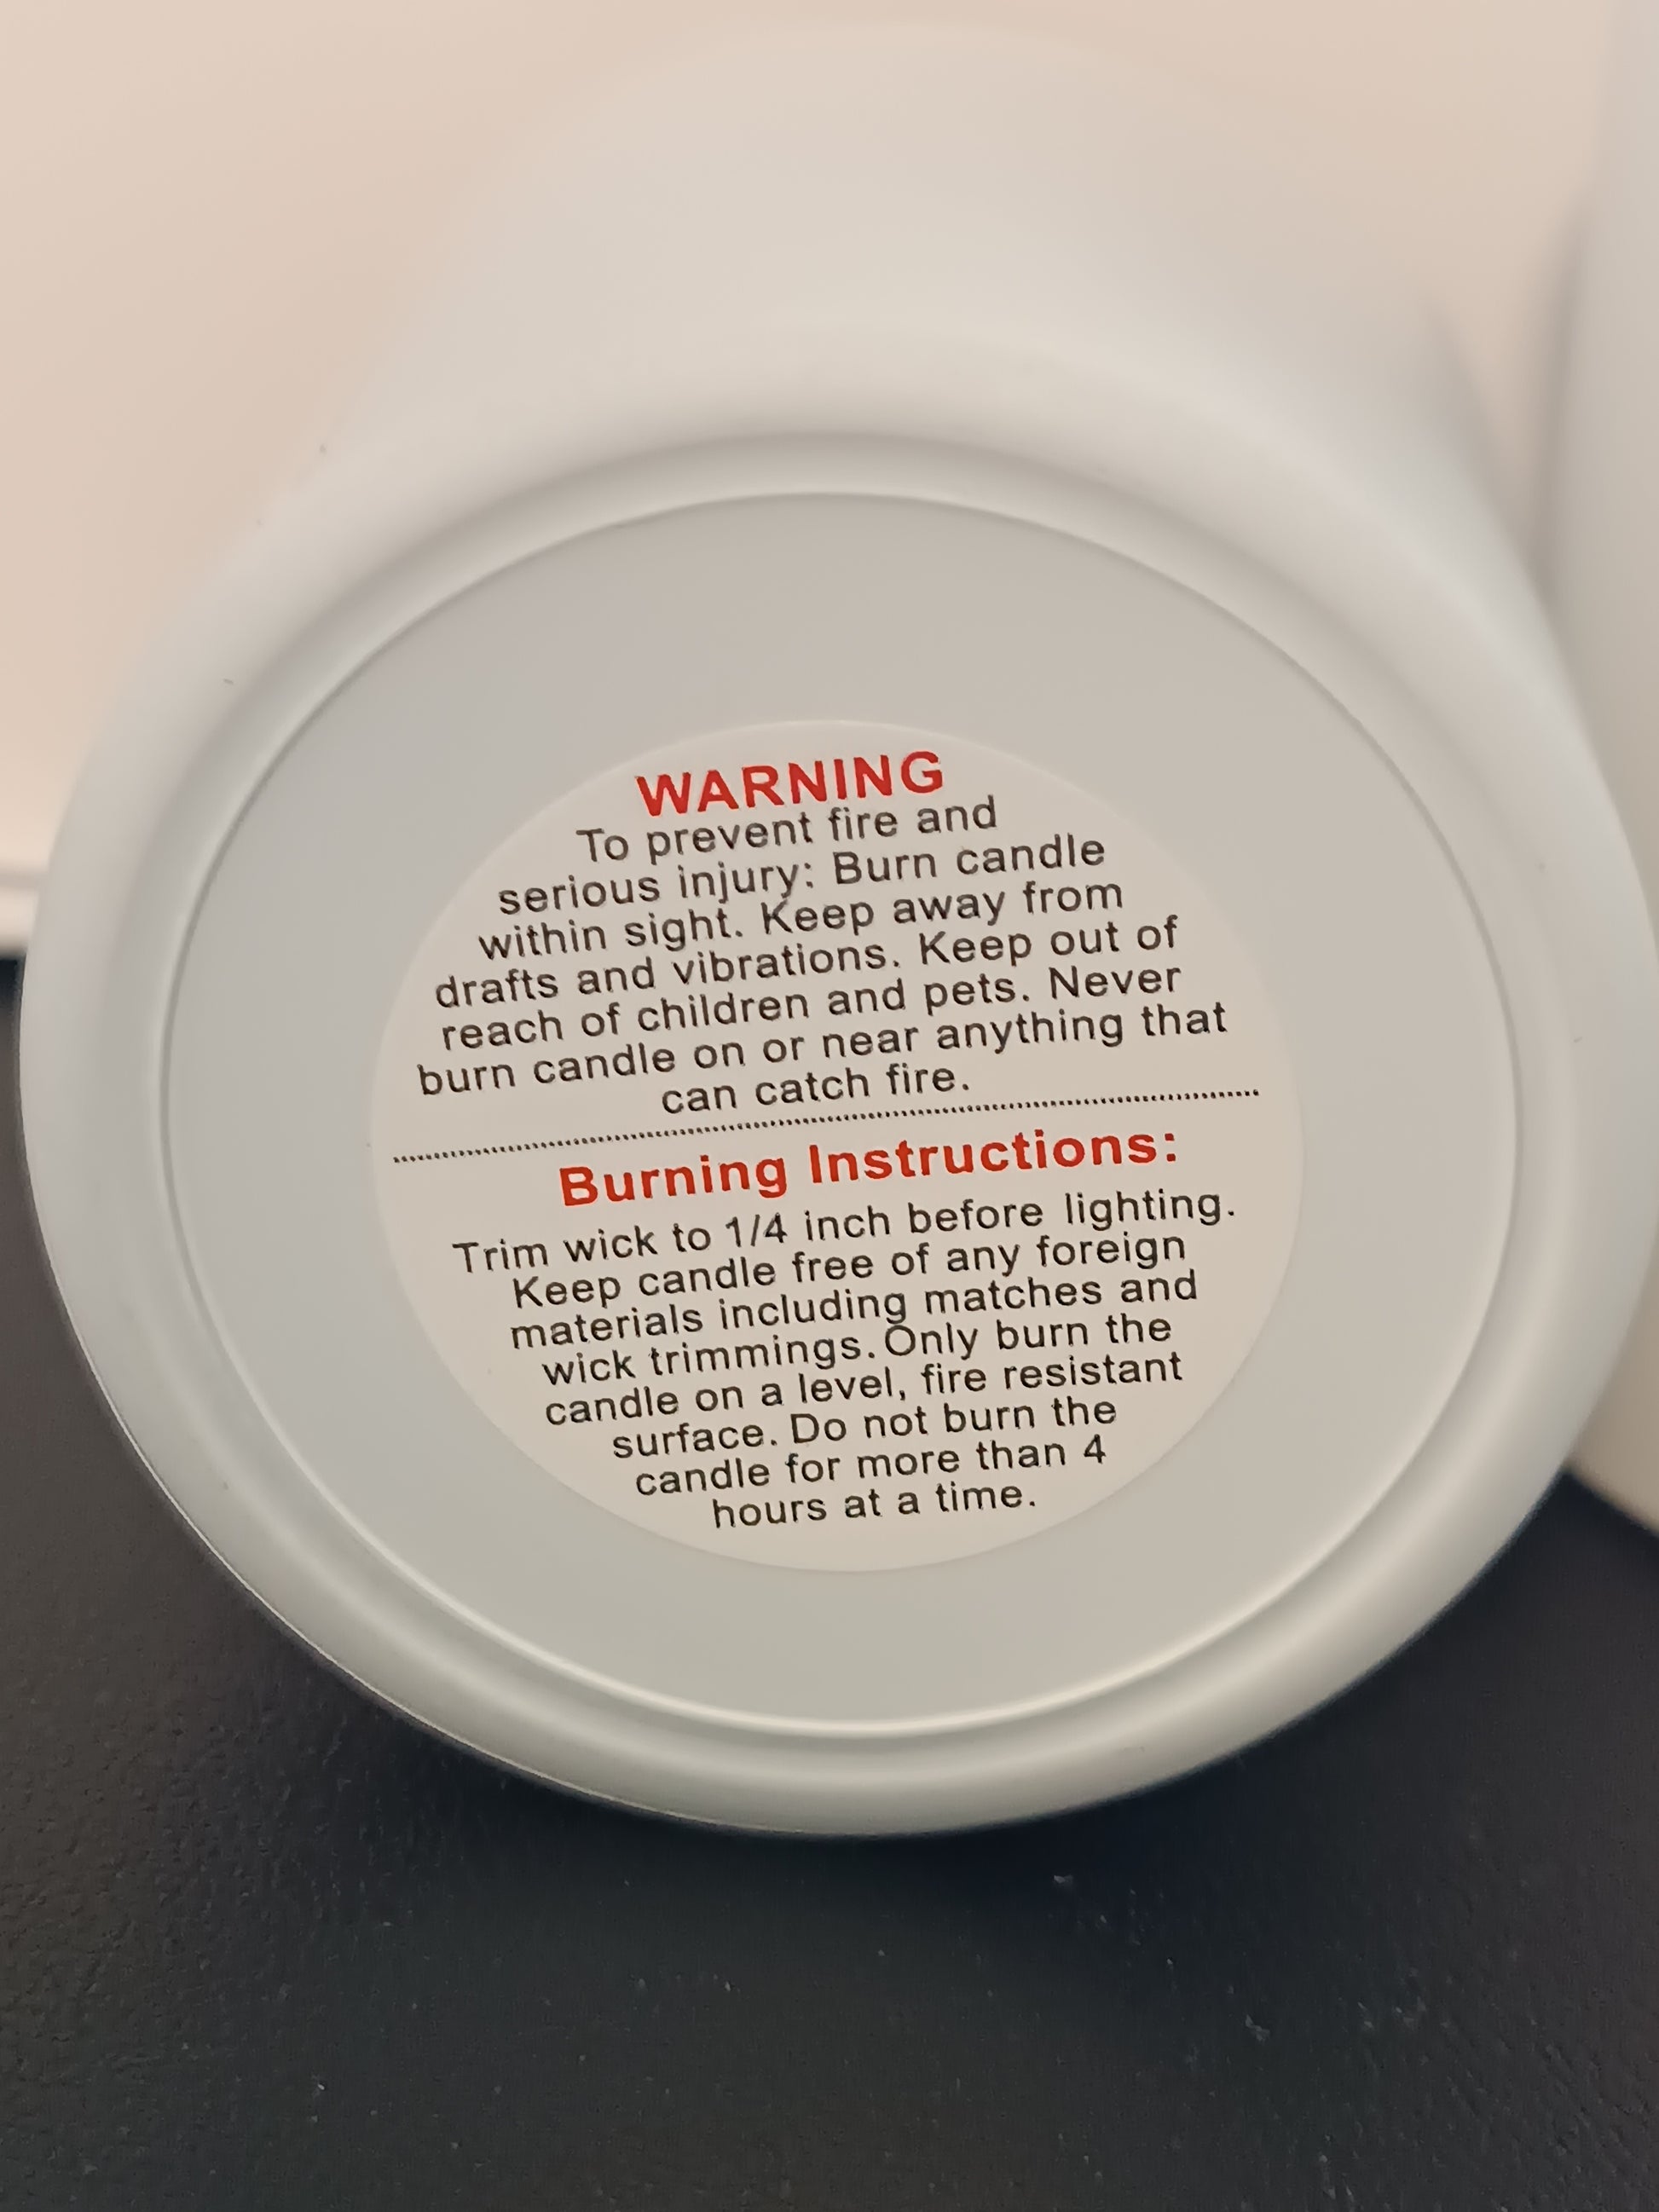 WARNING
To prevent fire and
serious injury: Burn candle
within sight. Keep away from
drafts and vibrations. Keep out of
reach of children and pets. Never
burn candle on or near anything that
can catch fire.
Burning Instructions:
Trim wick to 1/4 inch before lighting.
Keep candle free of any foreign
materials including matches and
wick trimmings. Only burn the
candle on a level, fire resistant
surface. Do not burn the
candle for more than 4
hours at a time.